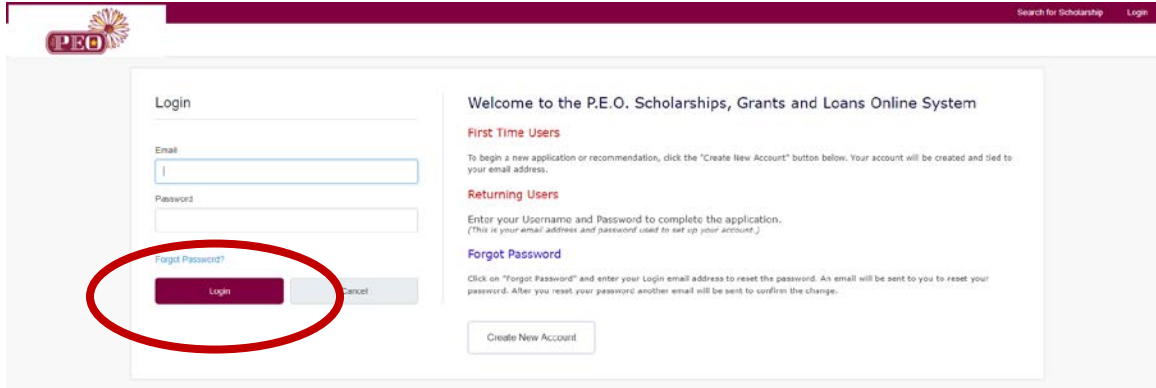 Search for Scholarship Login
PEO
Login
Email
Password
Forgot Password?
Login Cancel
Welcome to the P.E.O. Scholarships, Grants and Loans Online System
First Time Users
To begin a new application or recommendation, click the "Create New Account" button below. Your account will be created and tied to
your email address.
Returning Users
Enter your Username and Password to complete the application.
(This is your email address and password used to set up your account.)
Forgot Password
Click on "Forgot Password" and enter your Login email address to reset the password. An email will be sent to you to reset your
password. After you reset your password another email will be sent to confirm the change.
Create New Account